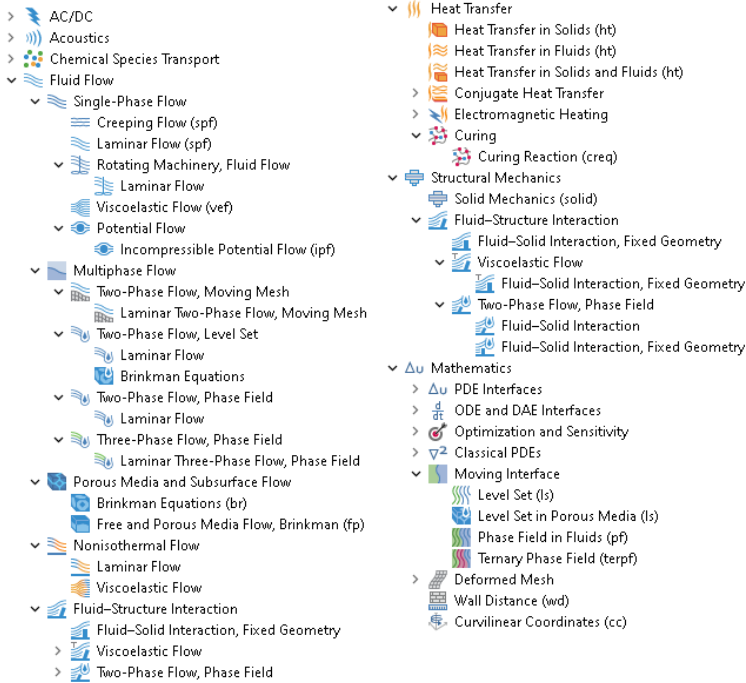 AC/DC
Acoustics
Chemical Species Transport
Fluid Flow
Single-Phase Flow
Creeping Flow (spf)
Laminar Flow (spf)
Rotating Machinery, Fluid Flow
Laminar Flow
Viscoelastic Flow (vef)
Potential Flow
Incompressible Potential Flow (ipf)
Multiphase Flow
Two-Phase Flow, Moving Mesh
Laminar Two-Phase Flow, Moving Mesh
Two-Phase Flow, Level Set
Laminar Flow
Brinkman Equations
Two-Phase Flow, Phase Field
Laminar Flow
Three-Phase Flow, Phase Field
Laminar Three-Phase Flow, Phase Field
Porous Media and Subsurface Flow
Brinkman Equations (br)
Free and Porous Media Flow, Brinkman (fp)
Nonisothermal Flow
Laminar Flow
Viscoelastic Flow
Fluid–Structure Interaction
Fluid–Solid Interaction, Fixed Geometry
Viscoelastic Flow
Two-Phase Flow, Phase Field
Heat Transfer
Heat Transfer in Solids (ht)
Heat Transfer in Fluids (ht)
Heat Transfer in Solids and Fluids (ht)
Conjugate Heat Transfer
Electromagnetic Heating
Curing
Curing Reaction (creq)
Structural Mechanics
Solid Mechanics (solid)
Fluid–Structure Interaction
Fluid–Solid Interaction, Fixed Geometry
Viscoelastic Flow
Fluid–Solid Interaction, Fixed Geometry
Two-Phase Flow, Phase Field
Fluid–Solid Interaction
Fluid–Solid Interaction, Fixed Geometry
Δu Mathematics
Δu PDE Interfaces
d/dt ODE and DAE Interfaces
Optimization and Sensitivity
∇² Classical PDEs
Moving Interface
Level Set (ls)
Level Set in Porous Media (ls)
Phase Field in Fluids (pf)
Ternary Phase Field (terpf)
Deformed Mesh
Wall Distance (wd)
Curvilinear Coordinates (cc)